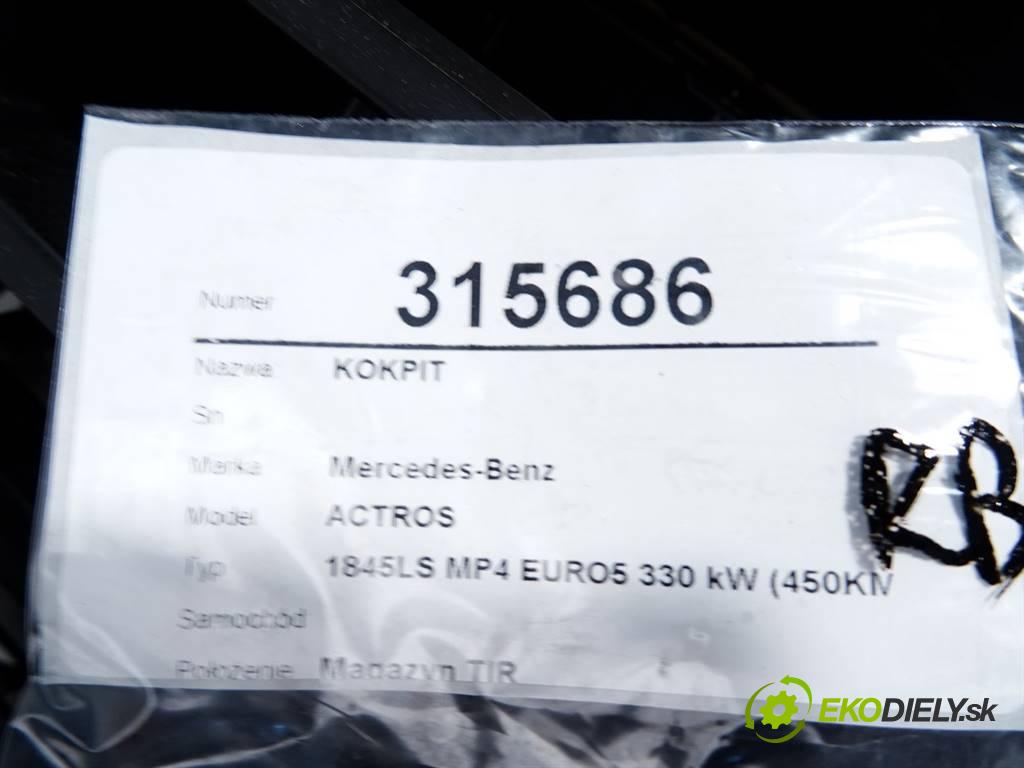 Numer 315686
Nazwa KOKPIT
Sn
Marka Mercedes-Benz
Model ACTROS
Typ 1845LS MP4 EURO5 330 kW (450KM
Samochód
Położenie Magazyn TIR
EKODIELY.sk